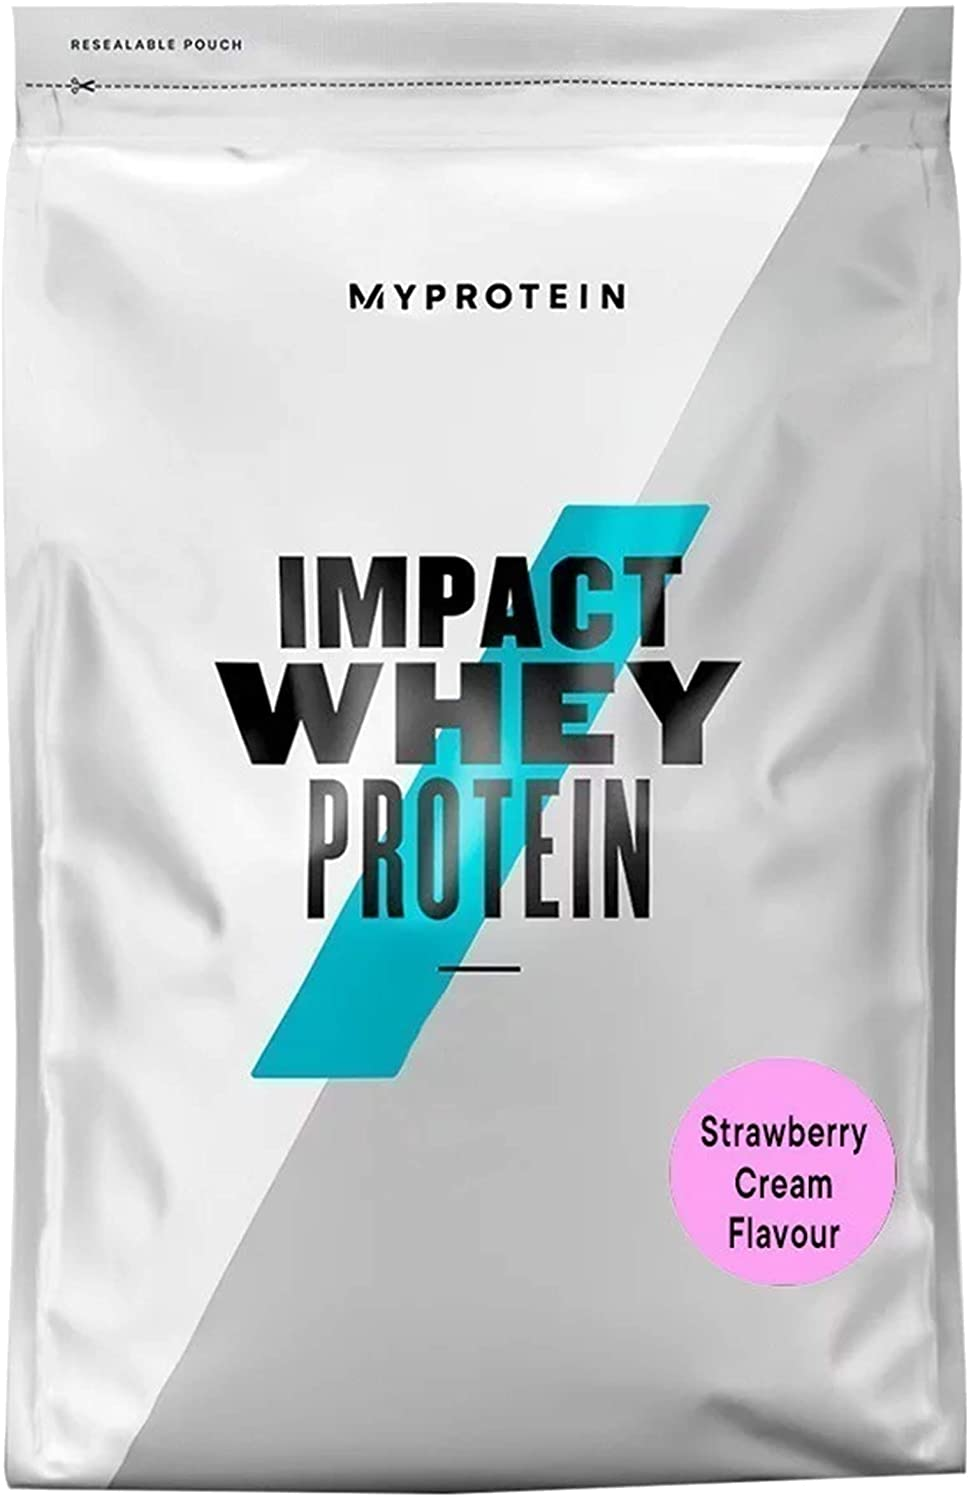 RESEALABLE POUCH
MYPROTEIN
IMPACT
WHEY
PROTEIN
Strawberry
Cream
Flavour